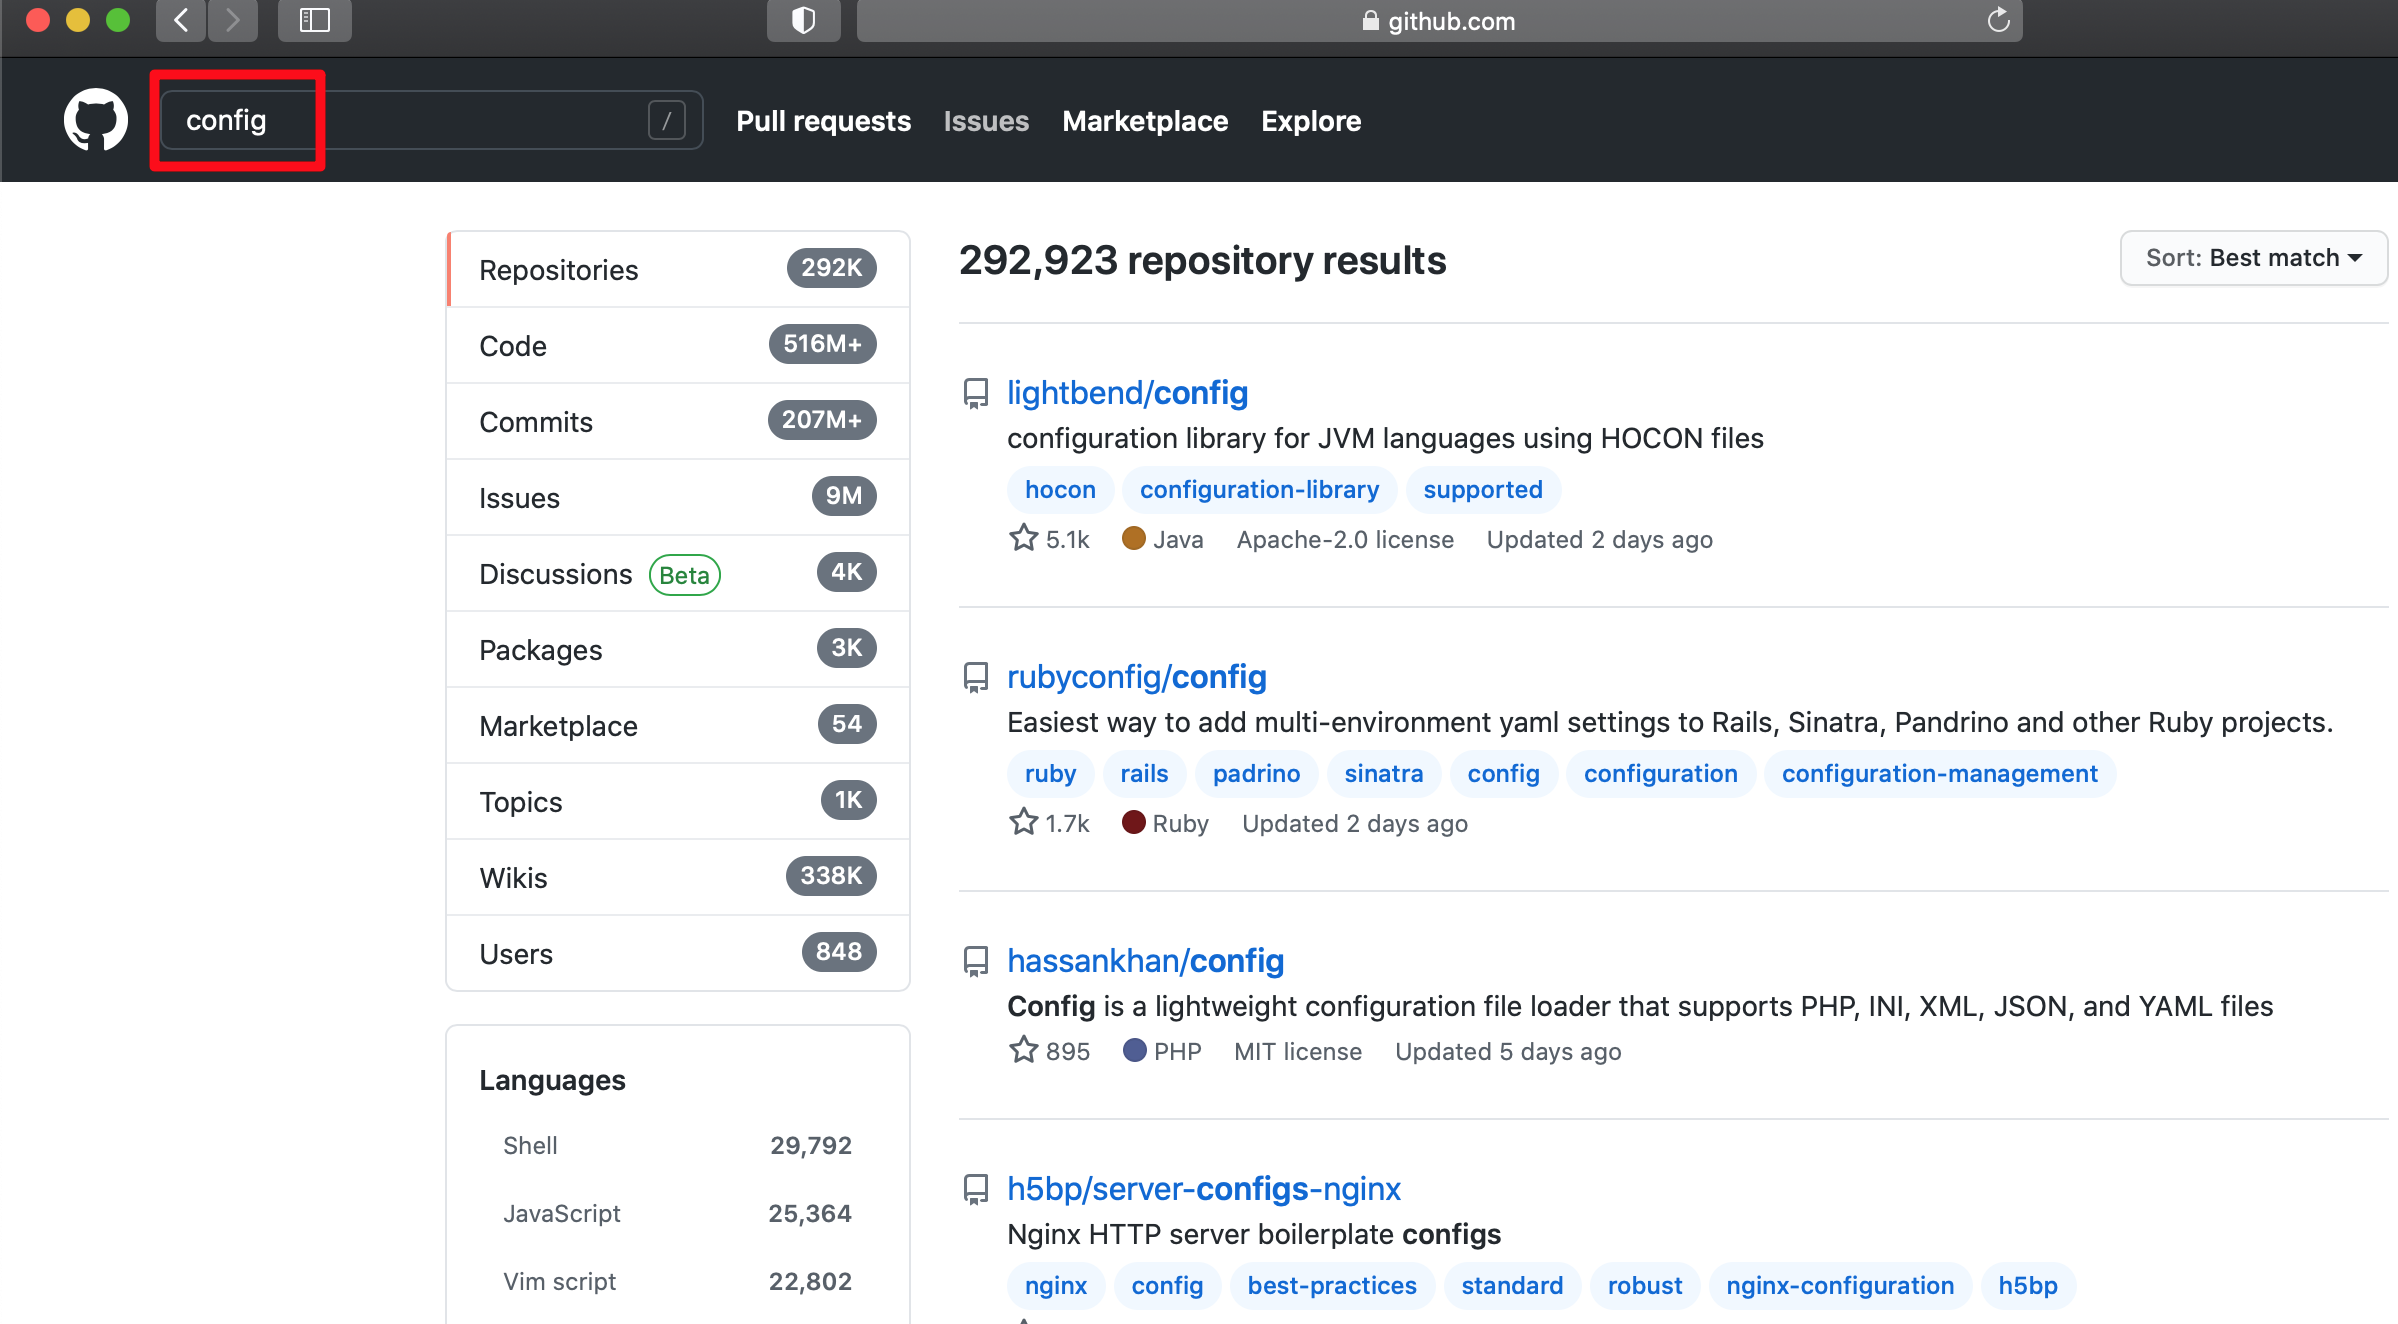 github.com
config /
Pull requests Issues Marketplace Explore
Repositories 292K
Code 516M+
Commits 207M+
Issues 9M
Discussions Beta 4K
Packages 3K
Marketplace 54
Topics 1K
Wikis 338K
Users 848
Languages
Shell 29,792
JavaScript 25,364
Vim script 22,802
292,923 repository results
Sort: Best match
lightbend/config
configuration library for JVM languages using HOCON files
hocon configuration-library supported
5.1k Java Apache-2.0 license Updated 2 days ago
rubyconfig/config
Easiest way to add multi-environment yaml settings to Rails, Sinatra, Pandrino and other Ruby projects.
ruby rails padrino sinatra config configuration configuration-management
1.7k Ruby Updated 2 days ago
hassankhan/config
Config is a lightweight configuration file loader that supports PHP, INI, XML, JSON, and YAML files
895 PHP MIT license Updated 5 days ago
h5bp/server-configs-nginx
Nginx HTTP server boilerplate configs
nginx config best-practices standard robust nginx-configuration h5bp